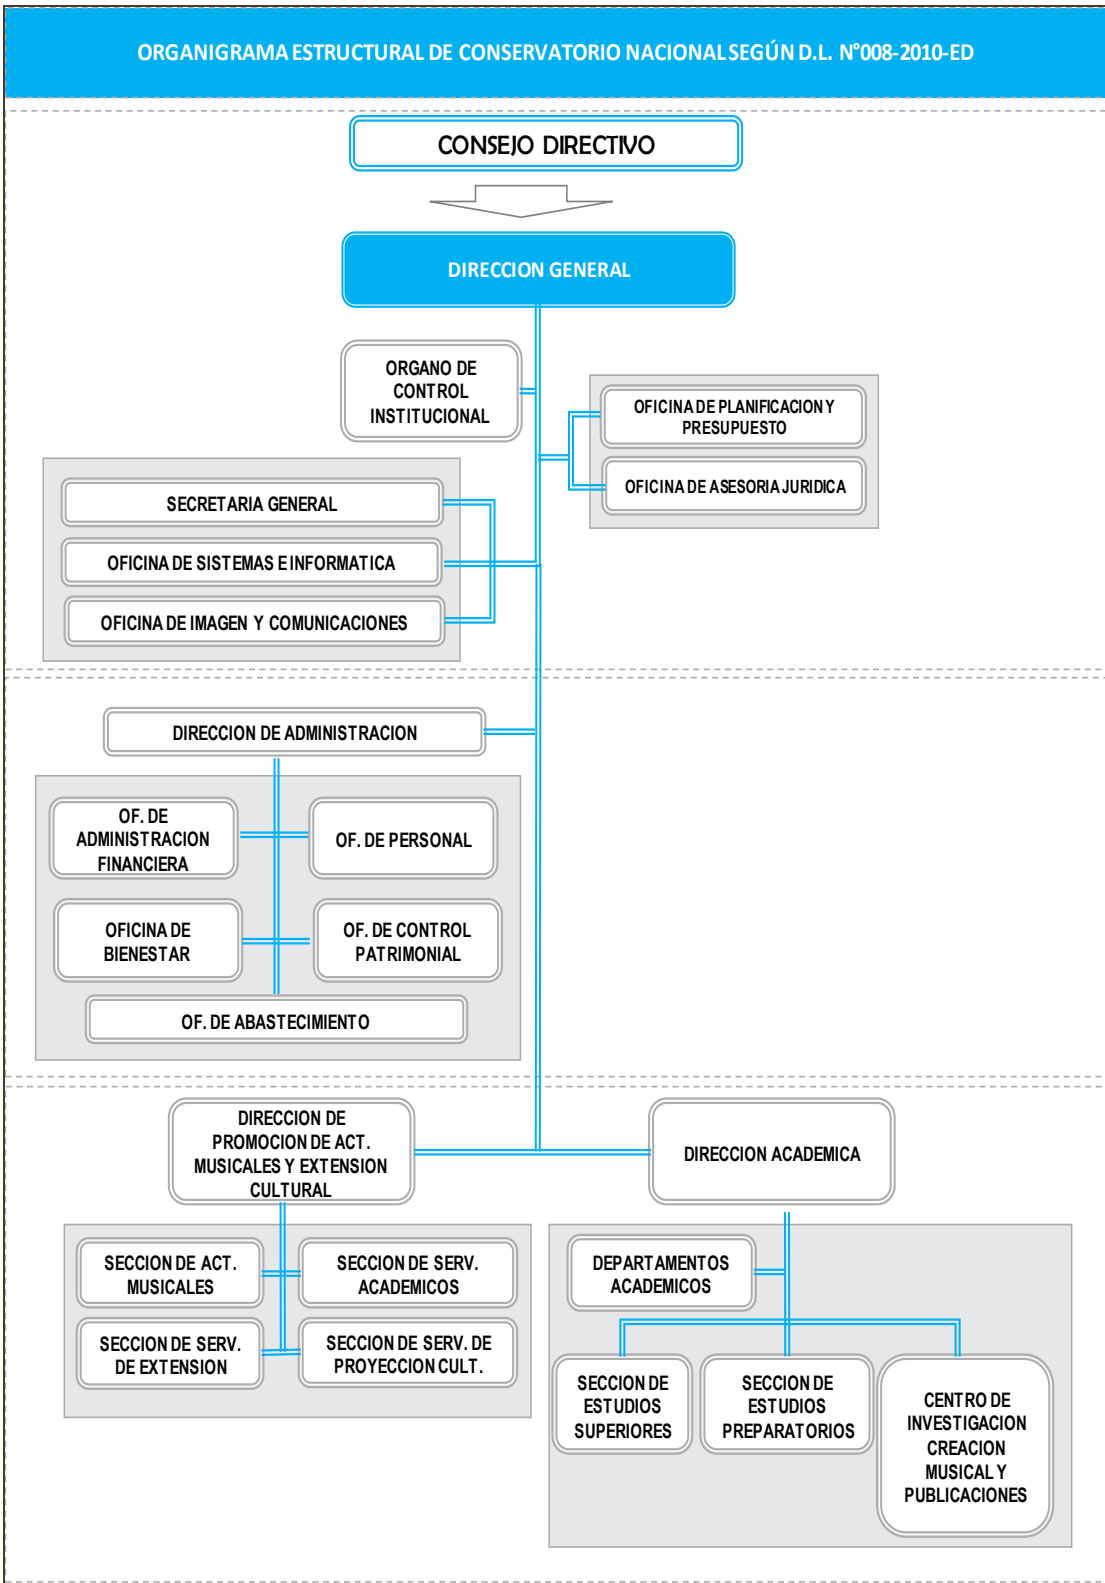 ORGANIGRAMA ESTRUCTURAL DE CONSERVATORIO NACIONAL SEGÚN D.L. N°008-2010-ED
CONSEJO DIRECTIVO
DIRECCION GENERAL
ORGANO DE
CONTROL
INSTITUCIONAL
OFICINA DE PLANIFICACION Y
PRESUPUESTO
OFICINA DE ASESORIA JURIDICA
SECRETARIA GENERAL
OFICINA DE SISTEMAS E INFORMATICA
OFICINA DE IMAGEN Y COMUNICACIONES
DIRECCION DE ADMINISTRACION
OF. DE
ADMINISTRACION
FINANCIERA
OF. DE PERSONAL
OFICINA DE
BIENESTAR
OF. DE CONTROL
PATRIMONIAL
OF. DE ABASTECIMIENTO
DIRECCION DE
PROMOCION DE ACT.
MUSICALES Y EXTENSION
CULTURAL
DIRECCION ACADEMICA
SECCION DE ACT.
MUSICALES
SECCION DE SERV.
ACADEMICOS
SECCION DE SERV.
DE EXTENSION
SECCION DE SERV. DE
PROYECCION CULT.
DEPARTAMENTOS
ACADEMICOS
SECCION DE
ESTUDIOS
SUPERIORES
SECCION DE
ESTUDIOS
PREPARATORIOS
CENTRO DE
INVESTIGACION
CREACION
MUSICAL Y
PUBLICACIONES